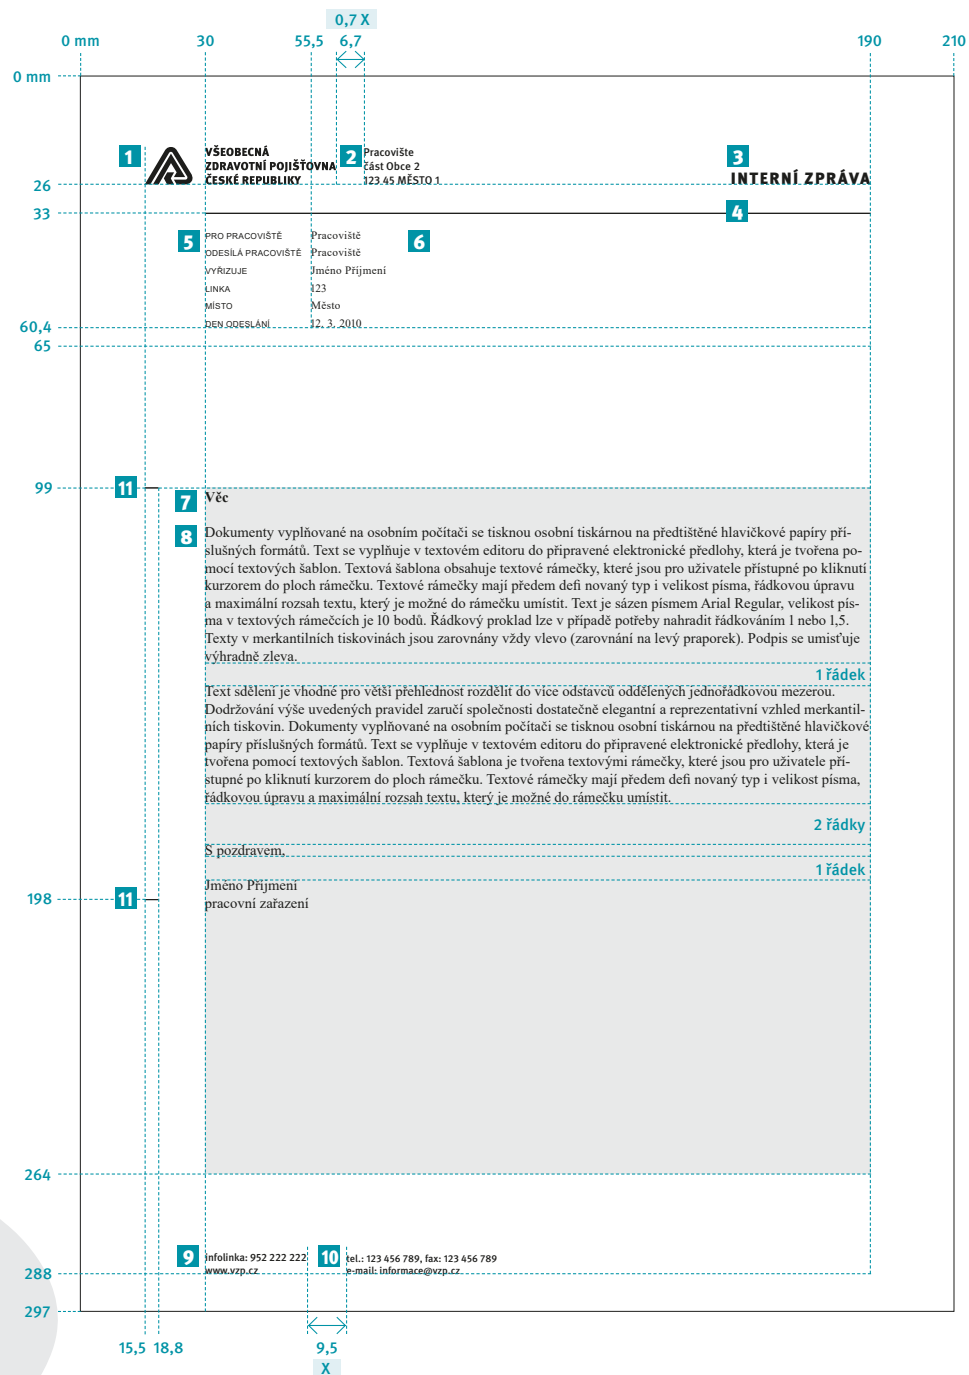 0,7 X
0 mm 30 55,5 6,7 190 210
0 mm
1 VŠEOBECNÁ
ZDRAVOTNÍ POJIŠŤOVNA
ČESKÉ REPUBLIKY
2 Pracoviště
část Obce 2
123 45 MĚSTO 1
3
INTERNÍ ZPRÁVA
26
33
4
5 PRO PRACOVIŠTĚ Pracoviště 6
ODESÍLÁ PRACOVIŠTĚ Pracoviště
VYŘIZUJE Jméno Příjmení
LINKA 123
MÍSTO Město
DEN ODESLÁNÍ 12. 3. 2010
60,4
65
99 11
7 Věc
8 Dokumenty vyplňované na osobním počítači se tisknou osobní tiskárnou na předtištěné hlavičkové papíry pří-
slušných formátů. Text se vyplňuje v textovém editoru do připravené elektronické předlohy, která je tvořena po-
mocí textových šablon. Textová šablona obsahuje textové rámečky, které jsou pro uživatele přístupné po kliknutí
kurzorem do ploch rámečku. Textové rámečky mají předem defi novaný typ i velikost písma, řádkovou úpravu
a maximální rozsah textu, který je možné do rámečku umístit. Text je sázen písmem Arial Regular, velikost pís-
ma v textových rámečcích je 10 bodů. Řádkový proklad lze v případě potřeby nahradit řádkováním 1 nebo 1,5.
Texty v merkantilních tiskovinách jsou zarovnány vždy vlevo (zarovnání na levý praporek). Podpis se umisťuje
výhradně zleva.
1 řádek
Text sdělení je vhodné pro větší přehlednost rozdělit do více odstavců oddělených jednořádkovou mezerou.
Dodržování výše uvedených pravidel zaručí společnosti dostatečně elegantní a reprezentativní vzhled merkantil-
ních tiskovin. Dokumenty vyplňované na osobním počítači se tisknou osobní tiskárnou na předtištěné hlavičkové
papíry příslušných formátů. Text se vyplňuje v textovém editoru do připravené elektronické předlohy, která je
tvořena pomocí textových šablon. Textová šablona je tvořena textovými rámečky, které jsou pro uživatele pří-
stupné po kliknutí kurzorem do ploch rámečku. Textové rámečky mají předem defi novaný typ i velikost písma,
řádkovou úpravu a maximální rozsah textu, který je možné do rámečku umístit.
2 řádky
S pozdravem,
1 řádek
Jméno Příjmení
198 11
pracovní zařazení
264
9 infolinka: 952 222 222
www.vzp.cz
10 tel.: 123 456 789, fax: 123 456 789
e-mail: informace@vzp.cz
288
297
15,5 18,8 9,5
X